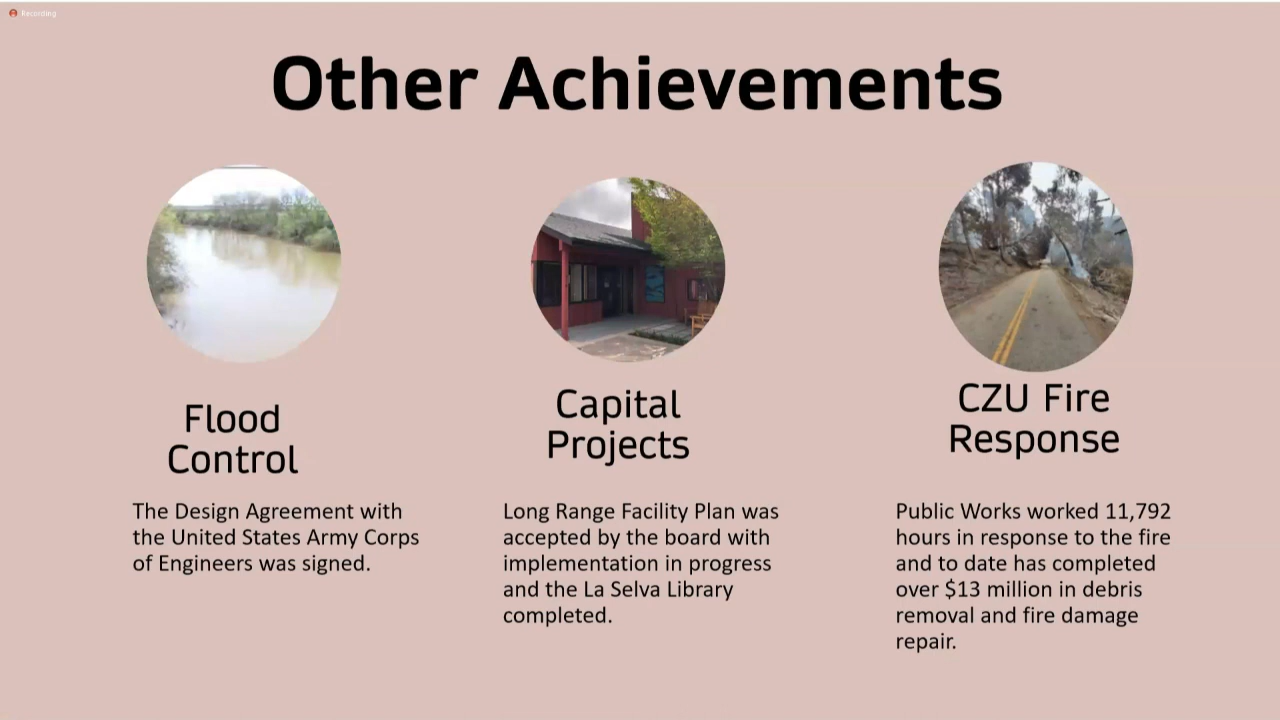 Recording
Other Achievements
Flood
Control
The Design Agreement with
the United States Army Corps
of Engineers was signed.
Capital
Projects
Long Range Facility Plan was
accepted by the board with
implementation in progress
and the La Selva Library
completed.
CZU Fire
Response
Public Works worked 11,792
hours in response to the fire
and to date has completed
over $13 million in debris
removal and fire damage
repair.